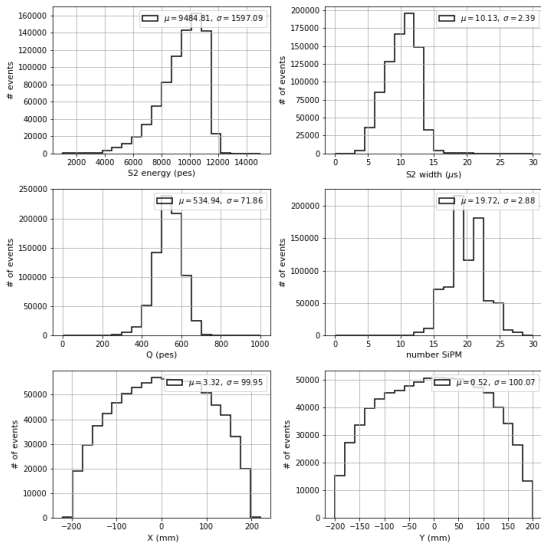 # events
160000
140000
120000
100000
80000
60000
40000
20000
0
μ = 9484.81, σ = 1597.09
2000 4000 6000 8000 10000 12000 14000
S2 energy (pes)
# of events
200000
175000
150000
125000
100000
75000
50000
25000
0
μ = 10.13, σ = 2.39
0 5 10 15 20 25 30
S2 width (μs)
# of events
250000
200000
150000
100000
50000
0
μ = 534.94, σ = 71.86
0 200 400 600 800 1000
Q (pes)
# of events
200000
150000
100000
50000
0
μ = 19.72, σ = 2.88
0 5 10 15 20 25 30
number SiPM
# of events
50000
40000
30000
20000
10000
0
μ = 3.32, σ = 99.95
−200 −100 0 100 200
X (mm)
# of events
50000
40000
30000
20000
10000
0
μ = 0.52, σ = 100.07
−200 −150 −100 −50 0 50 100 150 200
Y (mm)